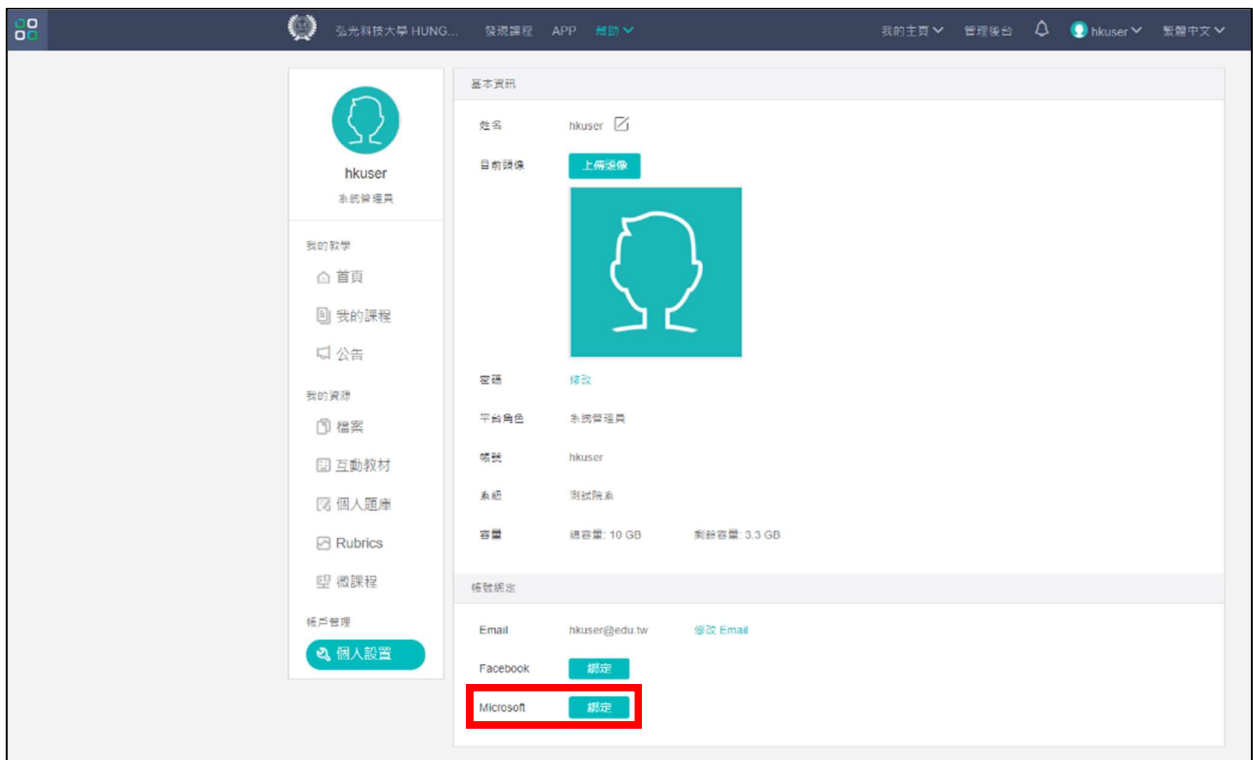 弘光科技大學 HUNG... 發現課程 APP 幫助 我的主頁 管理後台 hkuser 繁體中文
hkuser
系統管理員
我的教學
首頁
我的課程
公告
我的資源
檔案
互動教材
個人題庫
Rubrics
微課程
帳戶管理
個人設置
基本資訊
姓名 hkuser
目前頭像 上傳頭像
密碼 修改
平台角色 系統管理員
帳號 hkuser
系級 測試院系
容量 總容量: 10 GB 剩餘容量: 3.3 GB
帳號綁定
Email hkuser@edu.tw 修改 Email
Facebook 綁定
Microsoft 綁定